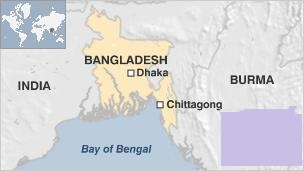 BANGLADESH
Dhaka
INDIA
BURMA
Chittagong
Bay of Bengal